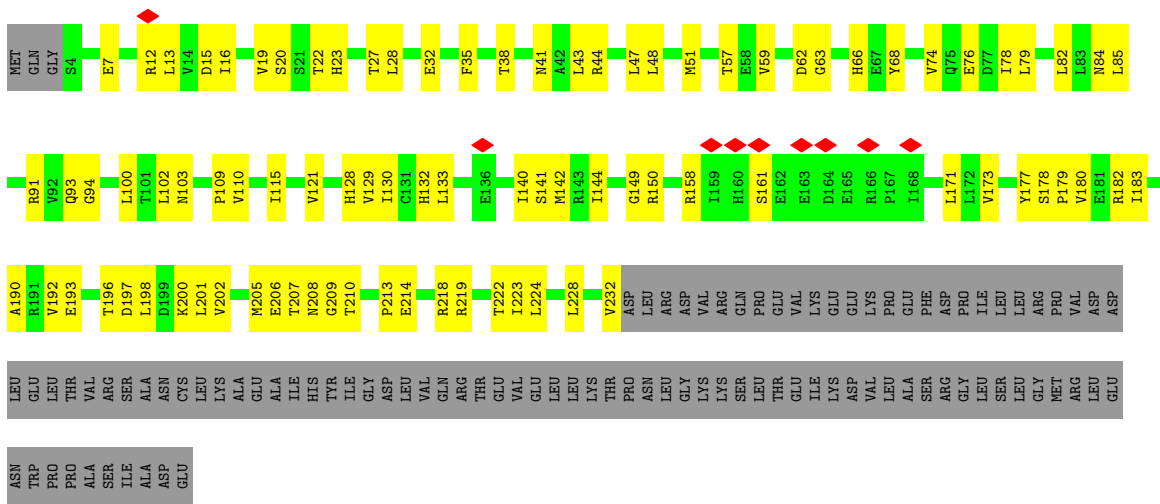 MET GLN GLY S4 E7 R12 L13 V14 D15 I16 V19 S20 S21 T22 H23 T27 L28 E32 F35 T38 N41 A42 L43 R44 L47 L48 M51 T57 E58 V59 D62 G63 H66 E67 Y68 V74 Q75 E76 D77 I78 L79 L82 L83 N84 L85
R91 V92 Q93 G94 L100 T101 L102 N103 P109 V110 I115 V121 H128 V129 I130 C131 H132 L133 E136 I140 S141 M142 R143 I144 G149 R150 R158 I159 H160 S161 E162 E163 D164 E165 R166 P167 I168 L171 L172 V173 Y177 S178 P179 V180 E181 R182 I183
A190 R191 V192 E193 T196 D197 L198 D199 K200 L201 V202 M205 E206 T207 N208 G209 T210 P213 E214 R218 R219 T222 I223 L224 L228 V232 ASP LEU ARG ASP VAL ARG GLN PRO GLU VAL LYS GLU GLU LYS PRO GLU PHE ASP PRO ILE LEU LEU ARG PRO VAL ASP ASP
LEU GLU LEU THR VAL ARG SER ALA ASN CYS LEU LYS ALA GLU ALA ILE HIS TYR ILE GLY ASP LEU VAL GLN ARG THR GLU VAL GLU LEU LEU LYS THR PRO ASN LEU GLY LYS LYS SER LEU THR GLU ILE LYS ASP VAL LEU ALA SER ARG GLY LEU SER LEU GLY MET ARG LEU GLU
ASN TRP PRO PRO ALA SER ILE ALA ASP GLU